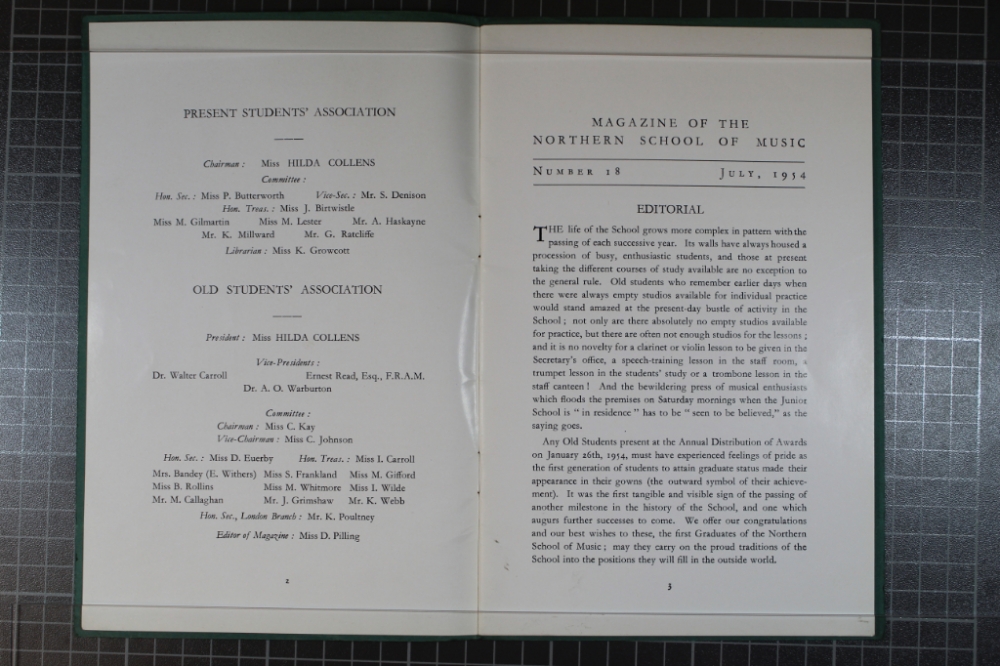 PRESENT STUDENTS' ASSOCIATION
Chairman : Miss HILDA COLLENS
Committee :
Hon. Sec. : Miss P. Butterworth Vice-Sec. : Mr. S. Denison
Hon. Treas. : Miss J. Birtwistle
Miss M. Gilmartin Miss M. Lester Mr. A. Haskayne
Mr. K. Millward Mr. G. Ratcliffe
Librarian : Miss K. Growcott
OLD STUDENTS' ASSOCIATION
President : Miss HILDA COLLENS
Vice-Presidents :
Dr. Walter Carroll Ernest Read, Esq., F.R.A.M.
Dr. A. O. Warburton
Committee :
Chairman : Miss C. Kay
Vice-Chairman : Miss C. Johnson
Hon. Sec. : Miss D. Euerby Hon. Treas. : Miss I. Carroll
Mrs. Bandey (E. Withers) Miss S. Frankland Miss M. Gifford
Miss B. Rollins Miss M. Whitmore Miss I. Wilde
Mr. M. Callaghan Mr. J. Grimshaw Mr. K. Webb
Hon. Sec., London Branch : Mr. K. Poultney
Editor of Magazine : Miss D. Pilling
2
MAGAZINE OF THE
NORTHERN SCHOOL OF MUSIC
NUMBER 18 JULY, 1954
EDITORIAL
THE life of the School grows more complex in pattern with the
passing of each successive year. Its walls have always housed a
procession of busy, enthusiastic students, and those at present
taking the different courses of study available are no exception to
the general rule. Old students who remember earlier days when
there were always empty studios available for individual practice
would stand amazed at the present-day bustle of activity in the
School ; not only are there absolutely no empty studios available
for practice, but there are often not enough studios for the lessons ;
and it is no novelty for a clarinet or violin lesson to be given in the
Secretary's office, a speech-training lesson in the staff room, a
trumpet lesson in the students' study or a trombone lesson in the
staff canteen ! And the bewildering press of musical enthusiasts
which floods the premises on Saturday mornings when the Junior
School is " in residence " has to be " seen to be believed," as the
saying goes.
Any Old Students present at the Annual Distribution of Awards
on January 26th, 1954, must have experienced feelings of pride as
the first generation of students to attain graduate status made their
appearance in their gowns (the outward symbol of their achieve-
ment). It was the first tangible and visible sign of the passing of
another milestone in the history of the School, and one which
augurs further successes to come. We offer our congratulations
and our best wishes to these, the first Graduates of the Northern
School of Music ; may they carry on the proud traditions of the
School into the positions they will fill in the outside world.
3